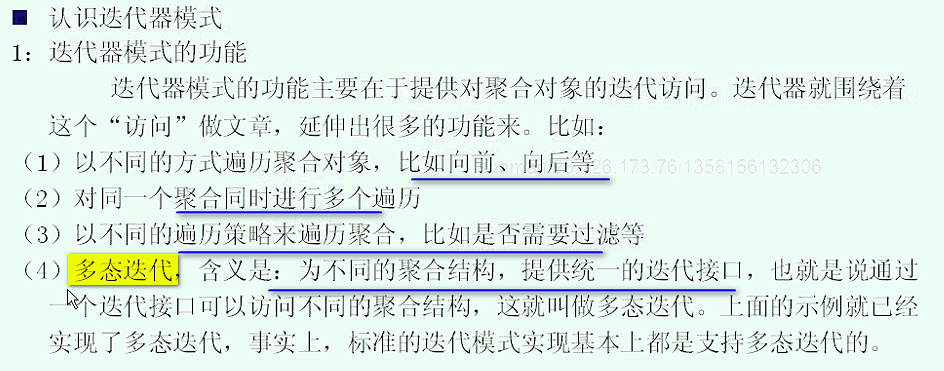 认识迭代器模式
1：迭代器模式的功能
迭代器模式的功能主要在于提供对聚合对象的迭代访问。迭代器就围绕着
这个“访问”做文章，延伸出很多的功能来。比如：
（1）以不同的方式遍历聚合对象，比如向前、向后等
（2）对同一个聚合同时进行多个遍历
（3）以不同的遍历策略来遍历聚合，比如是否需要过滤等
（4）多态迭代，含义是：为不同的聚合结构，提供统一的迭代接口，也就是说通过
一个迭代接口可以访问不同的聚合结构，这就叫做多态迭代。上面的示例就已经
实现了多态迭代，事实上，标准的迭代模式实现基本上都是支持多态迭代的。